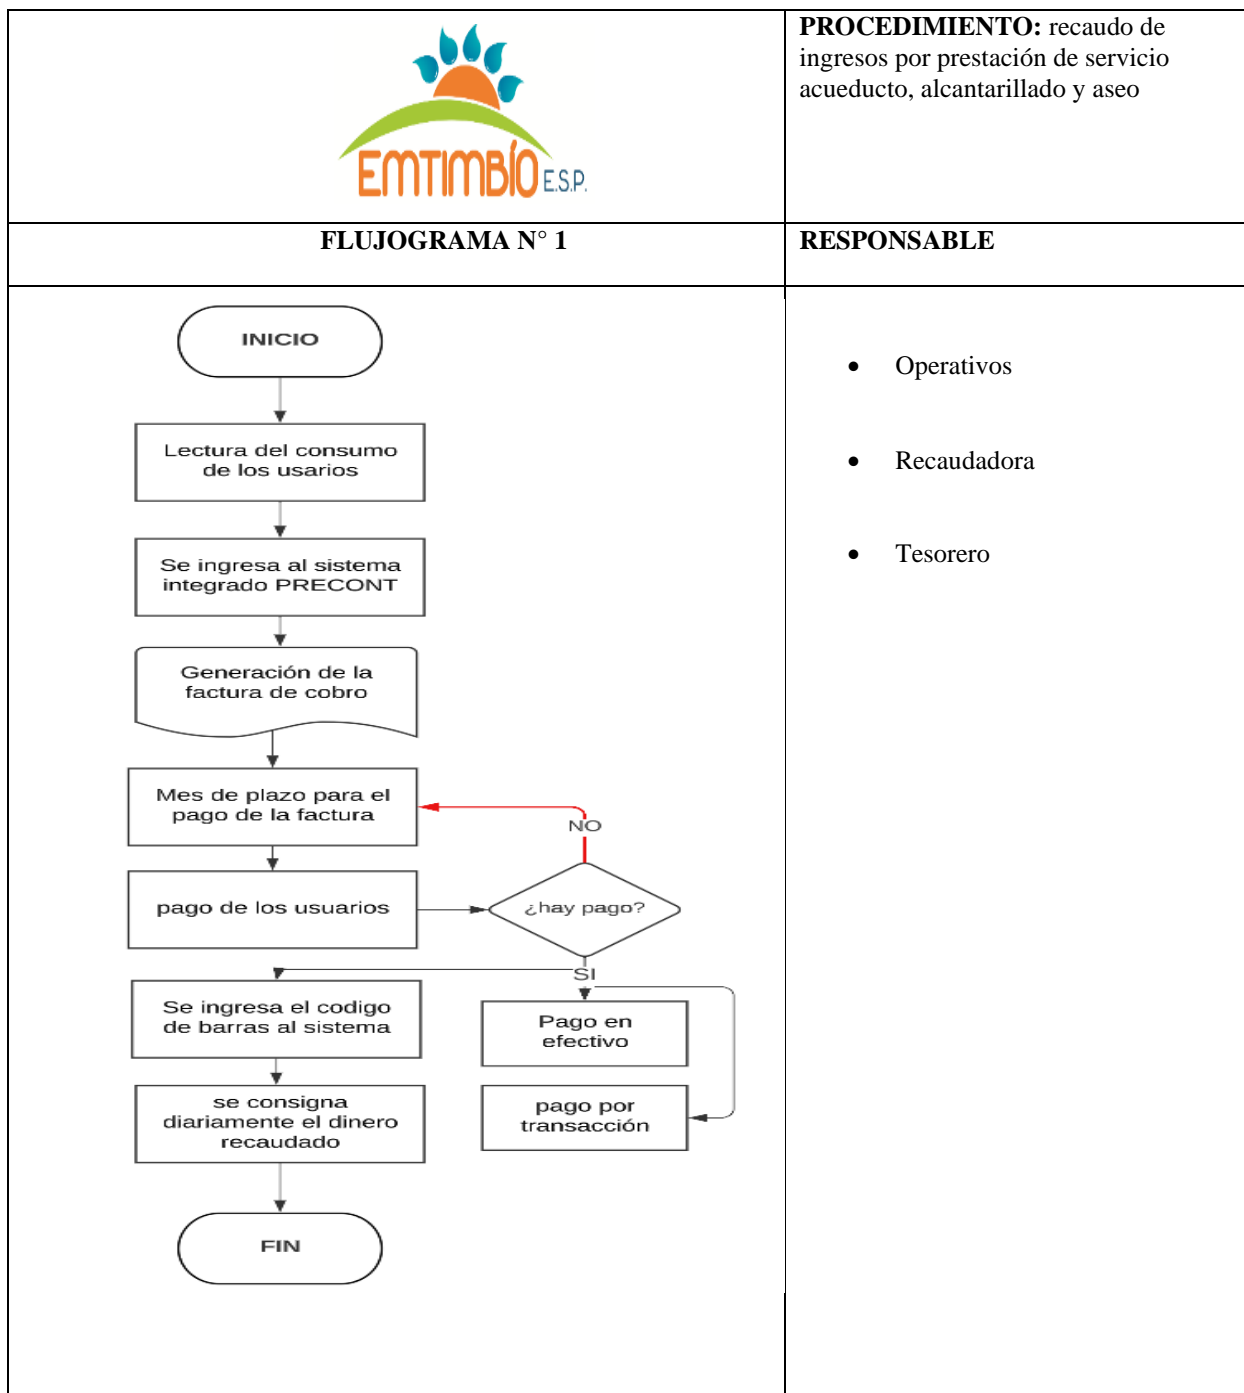 EMTIMBÍO E.S.P.
PROCEDIMIENTO: recaudo de
ingresos por prestación de servicio
acueducto, alcantarillado y aseo
FLUJOGRAMA N° 1
RESPONSABLE
INICIO
Lectura del consumo
de los usarios
Se ingresa al sistema
integrado PRECONT
Generación de la
factura de cobro
Mes de plazo para el
pago de la factura
NO
pago de los usuarios
¿hay pago?
SI
Se ingresa el codigo
de barras al sistema
Pago en
efectivo
se consigna
diariamente el dinero
recaudado
pago por
transacción
FIN
• Operativos
• Recaudadora
• Tesorero